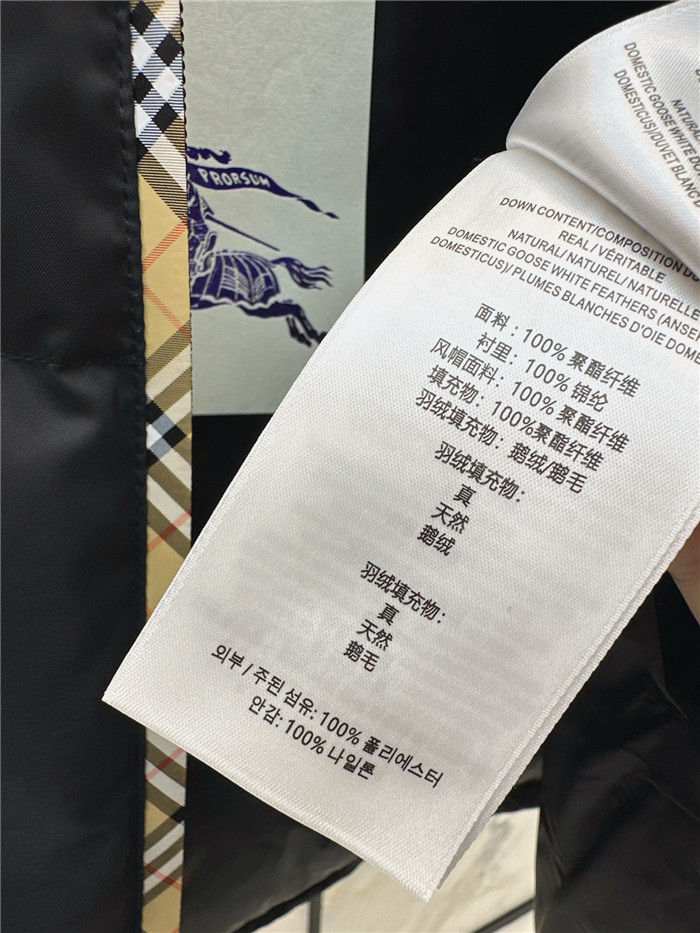 PRORSUM
DOMESTIC GOOSE WHITE
DOMESTICUS)/DUVET BLANC
DOWN CONTENT/COMPOSITION
REAL / VÉRITABLE
NATURAL / NATUREL/ NATURELLE
DOMESTIC GOOSE WHITE FEATHERS (ANSER
DOMESTICUS)/ PLUMES BLANCHES D'OIE DOME
面料：100% 聚酯纤维
衬里：100% 锦纶
风帽面料：100% 聚酯纤维
填充物：100%聚酯纤维
羽绒填充物：鹅绒/鹅毛
羽绒填充物：
真
天然
鹅绒
羽绒填充物：
真
天然
鹅毛
외부 / 주된 섬유: 100% 폴리에스터
안감: 100% 나일론